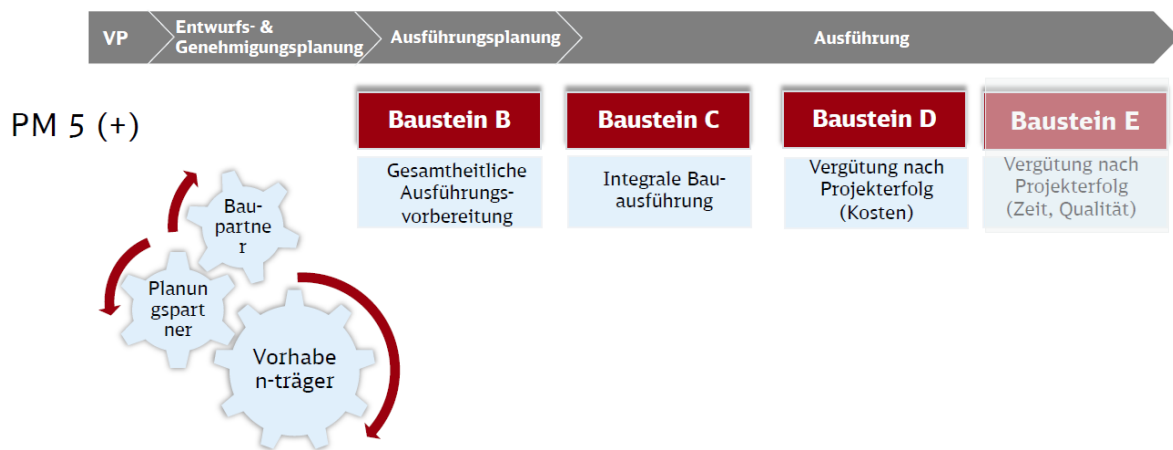 VP
Entwurfs- &
Genehmigungsplanung
Ausführungsplanung
Ausführung
PM 5 (+)
Baustein B
Baustein C
Baustein D
Baustein E
Gesamtheitliche
Ausführungs-
vorbereitung
Integrale Bau-
ausführung
Vergütung nach
Projekterfolg
(Kosten)
Vergütung nach
Projekterfolg
(Zeit, Qualität)
Bau-
partne
r
Planun
gspart
ner
Vorhabe
n-träger